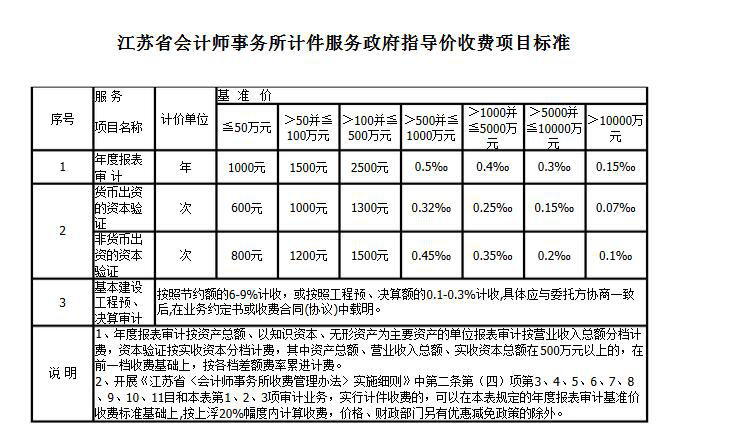 江苏省会计师事务所计件服务政府指导价收费项目标准
序号
服 务
项目名称
计价单位
基 准 价
≦50万元
＞50并≦
100万元
＞100并≦
500万元
＞500并≦
1000万元
＞1000并
≦5000万
元
＞5000并
≦10000万
元
＞10000万
元
1
年度报表
审 计
年
1000元
1500元
2500元
0.5‰
0.4‰
0.3‰
0.15‰
2
货币出资
的资本验
证
次
600元
1000元
1300元
0.32‰
0.25‰
0.15‰
0.07‰
非货币出
资的资本
验证
次
800元
1200元
1500元
0.45‰
0.35‰
0.2‰
0.1‰
3
基本建设
工程预、
决算审计
按照节约额的6-9%计收，或按照工程预、决算额的0.1-0.3%计收,具体应与委托方协商一致
后,在业务约定书或收费合同(协议)中载明。
说 明
1、年度报表审计按资产总额、以知识资本、无形资产为主要资产的单位报表审计按营业收入总额分档计
费，资本验证按实收资本分档计费，其中资产总额、营业收入总额、实收资本总额在500万元以上的，在
前一档收费基础上，按各档差额费率累进计费。
2、开展《江苏省〈会计师事务所收费管理办法〉实施细则》中第二条第（四）项第3、4、5、6、7、8
、9、10、11目和本表第1、2、3项审计业务，实行计件收费的，可以在本表规定的年度报表审计基准价
收费标准基础上,按上浮20%幅度内计算收费，价格、财政部门另有优惠减免政策的除外。